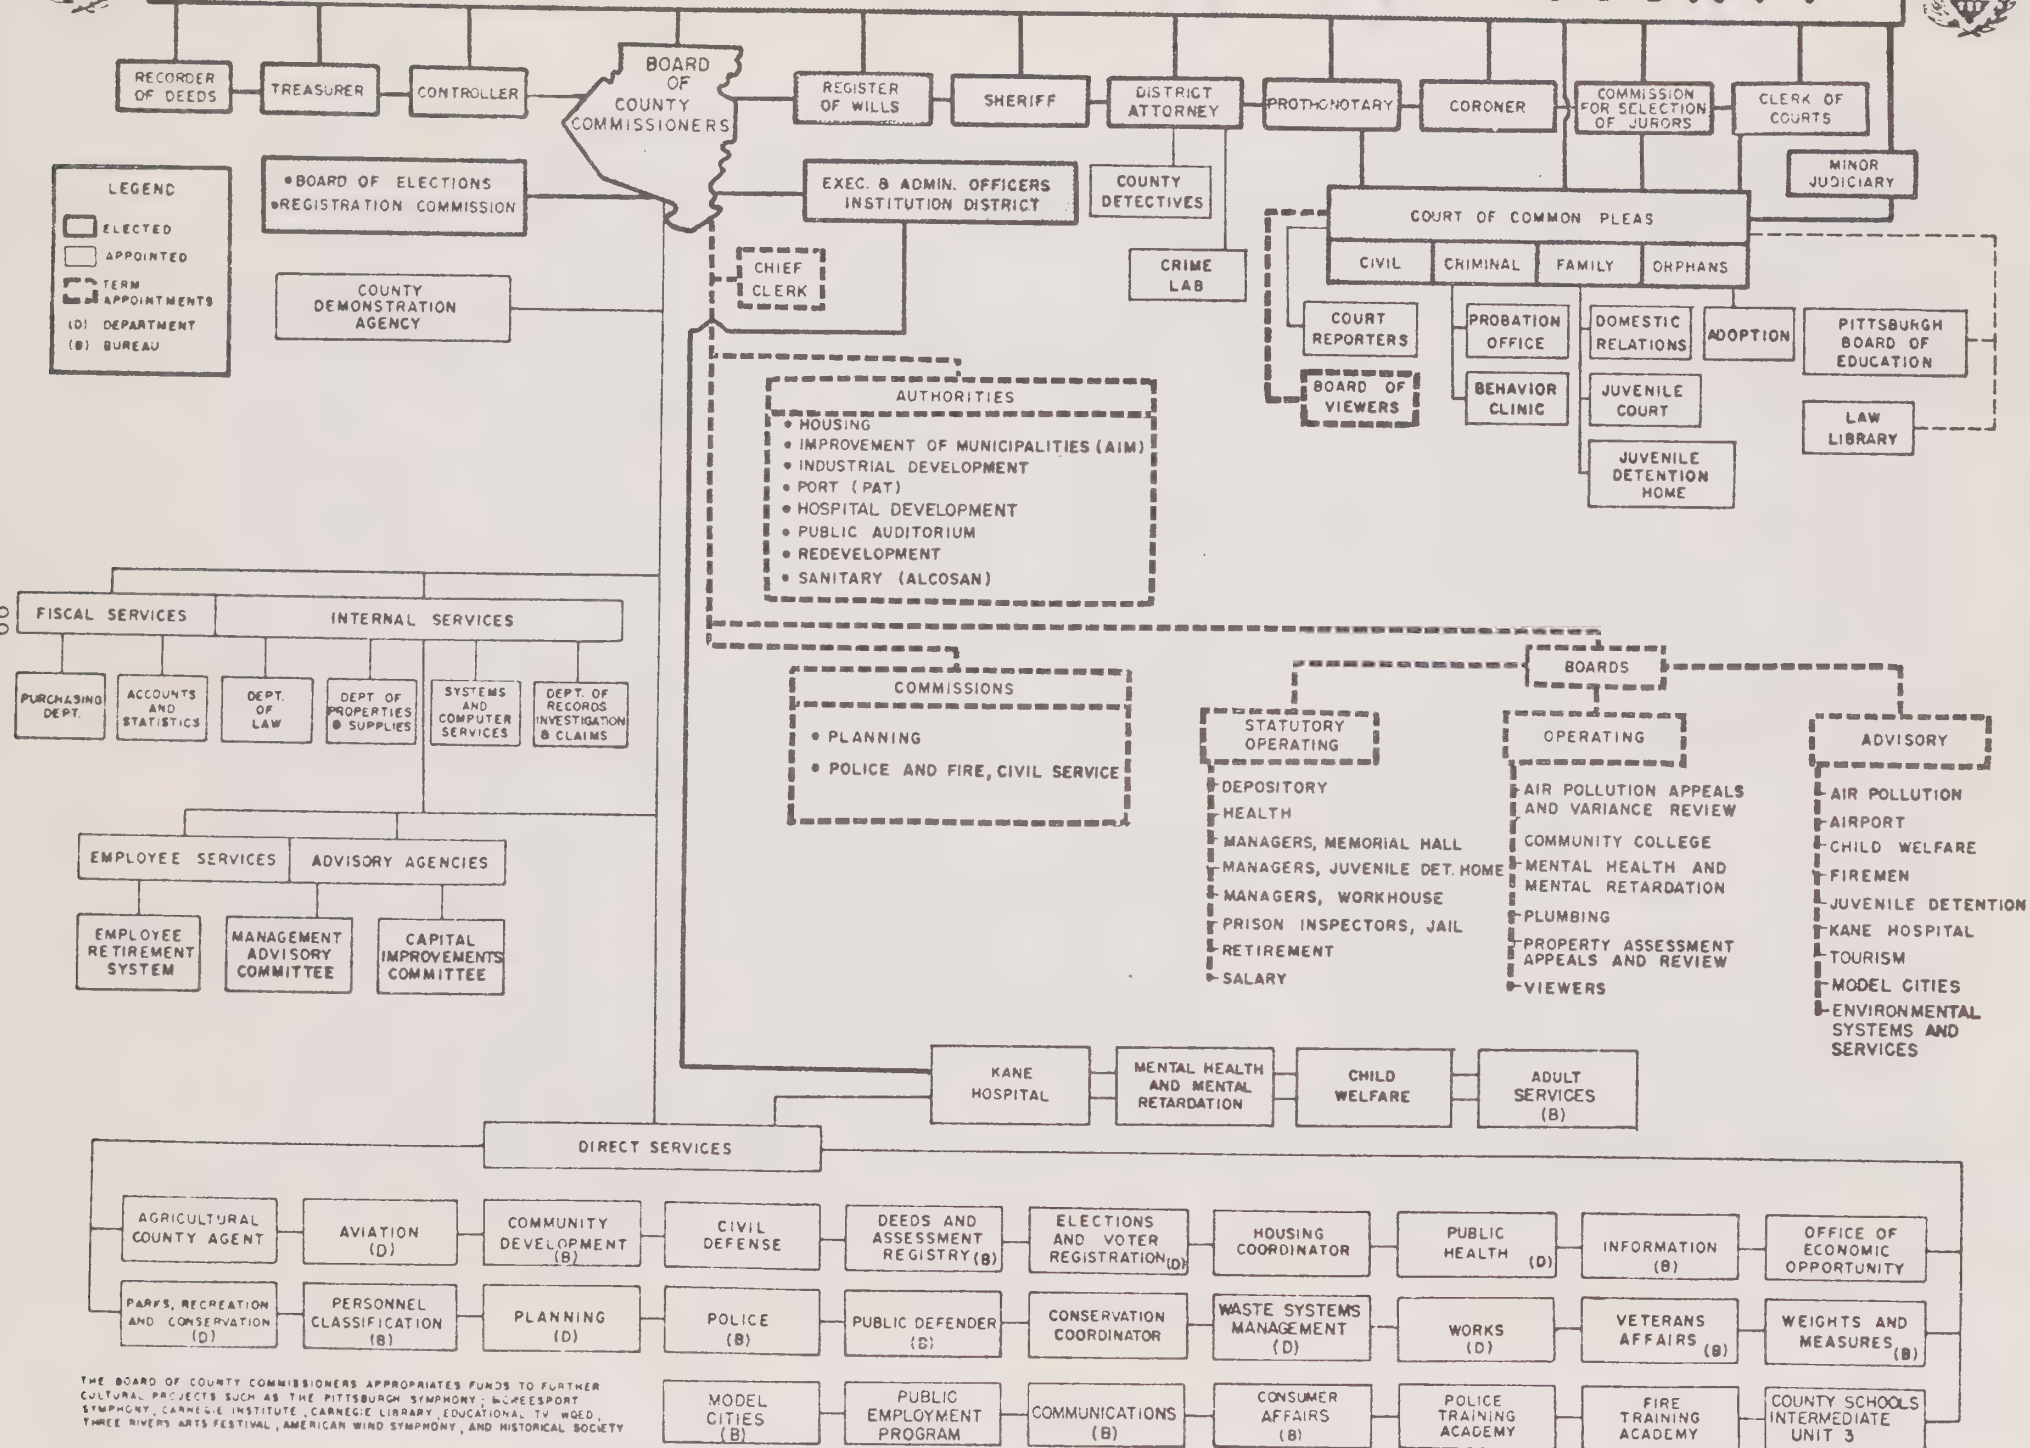 RECORDER
OF DEEDS
TREASURER
CONTROLLER
BOARD
OF
COUNTY
COMMISSIONERS
REGISTER
OF WILLS
SHERIFF
DISTRICT
ATTORNEY
PROTHONOTARY
CORONER
COMMISSION
FOR SELECTION
OF JURORS
CLERK OF
COURTS
MINOR
JUDICIARY
LEGEND
ELECTED
APPOINTED
TERM
APPOINTMENTS
(D) DEPARTMENT
(B) BUREAU
• BOARD OF ELECTIONS
• REGISTRATION COMMISSION
EXEC. & ADMIN. OFFICERS
INSTITUTION DISTRICT
COUNTY
DETECTIVES
CRIME
LAB
COURT OF COMMON PLEAS
CIVIL
CRIMINAL
FAMILY
ORPHANS
CHIEF
CLERK
COUNTY
DEMONSTRATION
AGENCY
COURT
REPORTERS
BOARD OF
VIEWERS
PROBATION
OFFICE
BEHAVIOR
CLINIC
DOMESTIC
RELATIONS
JUVENILE
COURT
JUVENILE
DETENTION
HOME
ADOPTION
PITTSBURGH
BOARD OF
EDUCATION
LAW
LIBRARY
AUTHORITIES
• HOUSING
• IMPROVEMENT OF MUNICIPALITIES (AIM)
• INDUSTRIAL DEVELOPMENT
• PORT (PAT)
• HOSPITAL DEVELOPMENT
• PUBLIC AUDITORIUM
• REDEVELOPMENT
• SANITARY (ALCOSAN)
FISCAL SERVICES
INTERNAL SERVICES
PURCHASING
DEPT.
ACCOUNTS
AND
STATISTICS
DEPT.
OF
LAW
DEPT. OF
PROPERTIES
& SUPPLIES
SYSTEMS
AND
COMPUTER
SERVICES
DEPT. OF
RECORDS
INVESTIGATION
& CLAIMS
COMMISSIONS
• PLANNING
• POLICE AND FIRE, CIVIL SERVICE
BOARDS
STATUTORY
OPERATING
DEPOSITORY
HEALTH
MANAGERS, MEMORIAL HALL
MANAGERS, JUVENILE DET. HOME
MANAGERS, WORKHOUSE
PRISON INSPECTORS, JAIL
RETIREMENT
SALARY
OPERATING
AIR POLLUTION APPEALS
AND VARIANCE REVIEW
COMMUNITY COLLEGE
MENTAL HEALTH AND
MENTAL RETARDATION
PLUMBING
PROPERTY ASSESSMENT
APPEALS AND REVIEW
VIEWERS
ADVISORY
AIR POLLUTION
AIRPORT
CHILD WELFARE
FIREMEN
JUVENILE DETENTION
KANE HOSPITAL
TOURISM
MODEL CITIES
ENVIRONMENTAL
SYSTEMS AND
SERVICES
EMPLOYEE SERVICES
ADVISORY AGENCIES
EMPLOYEE
RETIREMENT
SYSTEM
MANAGEMENT
ADVISORY
COMMITTEE
CAPITAL
IMPROVEMENTS
COMMITTEE
KANE
HOSPITAL
MENTAL HEALTH
AND MENTAL
RETARDATION
CHILD
WELFARE
ADULT
SERVICES
(B)
DIRECT SERVICES
AGRICULTURAL
COUNTY AGENT
AVIATION
(D)
COMMUNITY
DEVELOPMENT
(B)
CIVIL
DEFENSE
DEEDS AND
ASSESSMENT
REGISTRY (B)
ELECTIONS
AND VOTER
REGISTRATION (D)
HOUSING
COORDINATOR
PUBLIC
HEALTH (D)
INFORMATION
(B)
OFFICE OF
ECONOMIC
OPPORTUNITY
PARKS, RECREATION
AND CONSERVATION
(D)
PERSONNEL
CLASSIFICATION
(B)
PLANNING
(D)
POLICE
(B)
PUBLIC DEFENDER
CONSERVATION
COORDINATOR
WASTE SYSTEMS
MANAGEMENT
(D)
WORKS
(D)
VETERANS
AFFAIRS (B)
WEIGHTS AND
MEASURES (B)
MODEL
CITIES
(B)
PUBLIC
EMPLOYMENT
PROGRAM
COMMUNICATIONS
(B)
CONSUMER
AFFAIRS
(B)
POLICE
TRAINING
ACADEMY
FIRE
TRAINING
ACADEMY
COUNTY SCHOOLS
INTERMEDIATE
UNIT 3
THE BOARD OF COUNTY COMMISSIONERS APPROPRIATES FUNDS TO FURTHER
CULTURAL PROJECTS SUCH AS THE PITTSBURGH SYMPHONY, MCKEESPORT
SYMPHONY, CARNEGIE INSTITUTE, CARNEGIE LIBRARY, EDUCATIONAL TV WQED,
THREE RIVERS ARTS FESTIVAL, AMERICAN WIND SYMPHONY, AND HISTORICAL SOCIETY